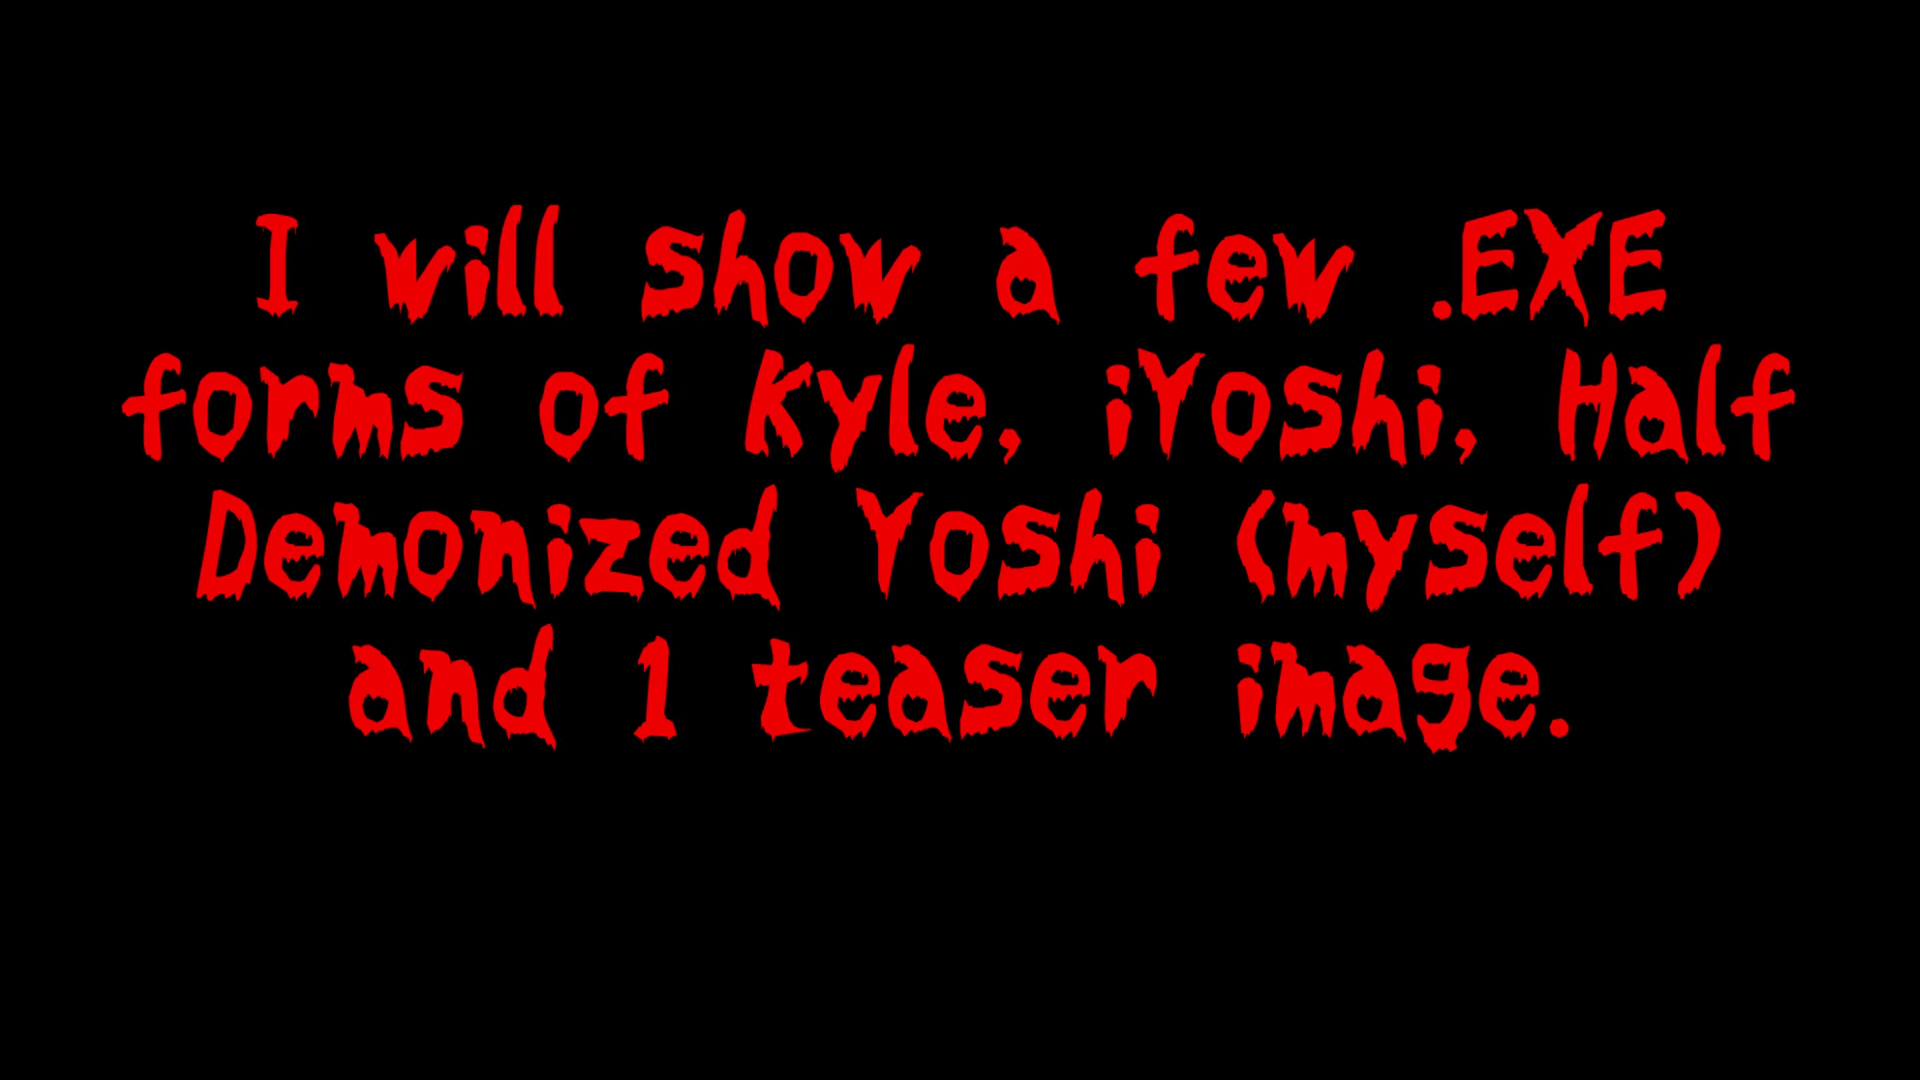 I will show a few .EXE
forms of Kyle, iYoshi, Half
Demonized Yoshi (myself)
and 1 teaser image.